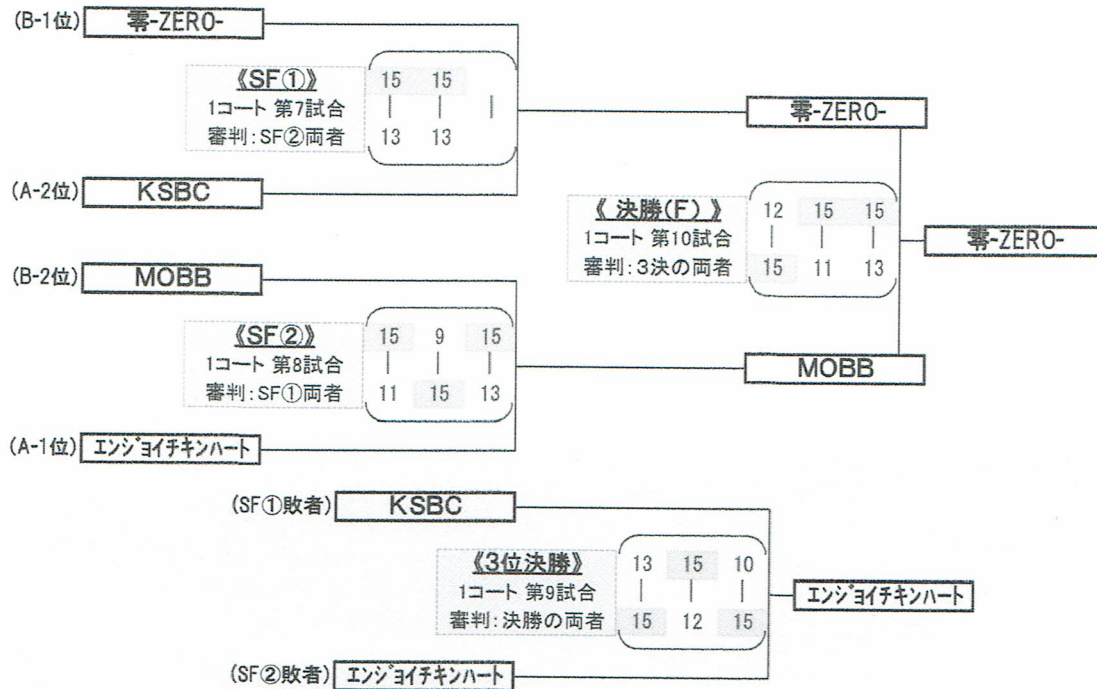 (B-1位) 零-ZERO-
《SF①》 15 15
1コート 第7試合 | | |
審判:SF②両者 13 13
零-ZERO-
(A-2位) KSBC
《 決勝(F) 》 12 15 15
1コート 第10試合 | | |
審判:3決の両者 15 11 13
零-ZERO-
(B-2位) MOBB
《SF②》 15 9 15
1コート 第8試合 | | |
審判:SF①両者 11 15 13
MOBB
(A-1位) エンジョイチキンハート
(SF①敗者) KSBC
《3位決勝》 13 15 10
1コート 第9試合 | | |
審判:決勝の両者 15 12 15
エンジョイチキンハート
(SF②敗者) エンジョイチキンハート